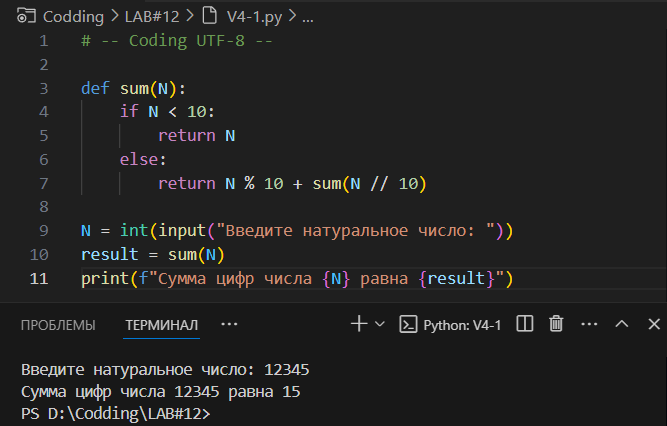 Codding > LAB#12 > V4-1.py > ...
1 # -- Coding UTF-8 --
2
3 def sum(N):
4     if N < 10:
5         return N
6     else:
7         return N % 10 + sum(N // 10)
8
9 N = int(input("Введите натуральное число: "))
10 result = sum(N)
11 print(f"Сумма цифр числа {N} равна {result}")
ПРОБЛЕМЫ ТЕРМИНАЛ ... Python: V4-1 ...
Введите натуральное число: 12345
Сумма цифр числа 12345 равна 15
PS D:\Codding\LAB#12>